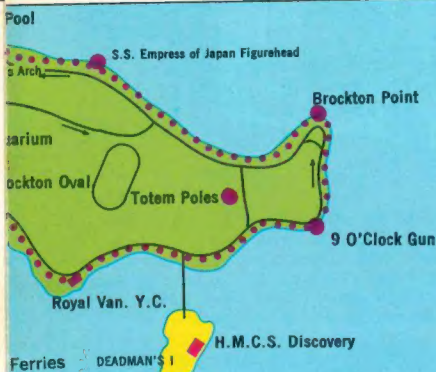 Pool
S.S. Empress of Japan Figurehead
s Arch
Brockton Point
uarium
ockton Oval
Totem Poles
9 O'Clock Gun
Royal Van. Y.C.
H.M.C.S. Discovery
Ferries
DEADMAN'S I